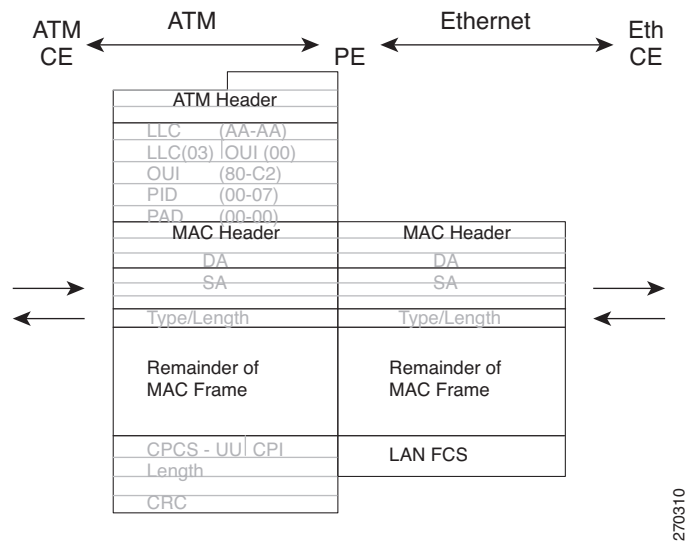 ATM CE
ATM
PE
Ethernet
Eth CE
ATM Header
LLC (AA-AA)
LLC(03) OUI (00)
OUI (80-C2)
PID (00-07)
PAD (00-00)
MAC Header MAC Header
DA DA
SA SA
Type/Length Type/Length
Remainder of MAC Frame
Remainder of MAC Frame
CPCS - UU CPI
LAN FCS
Length
CRC
270310